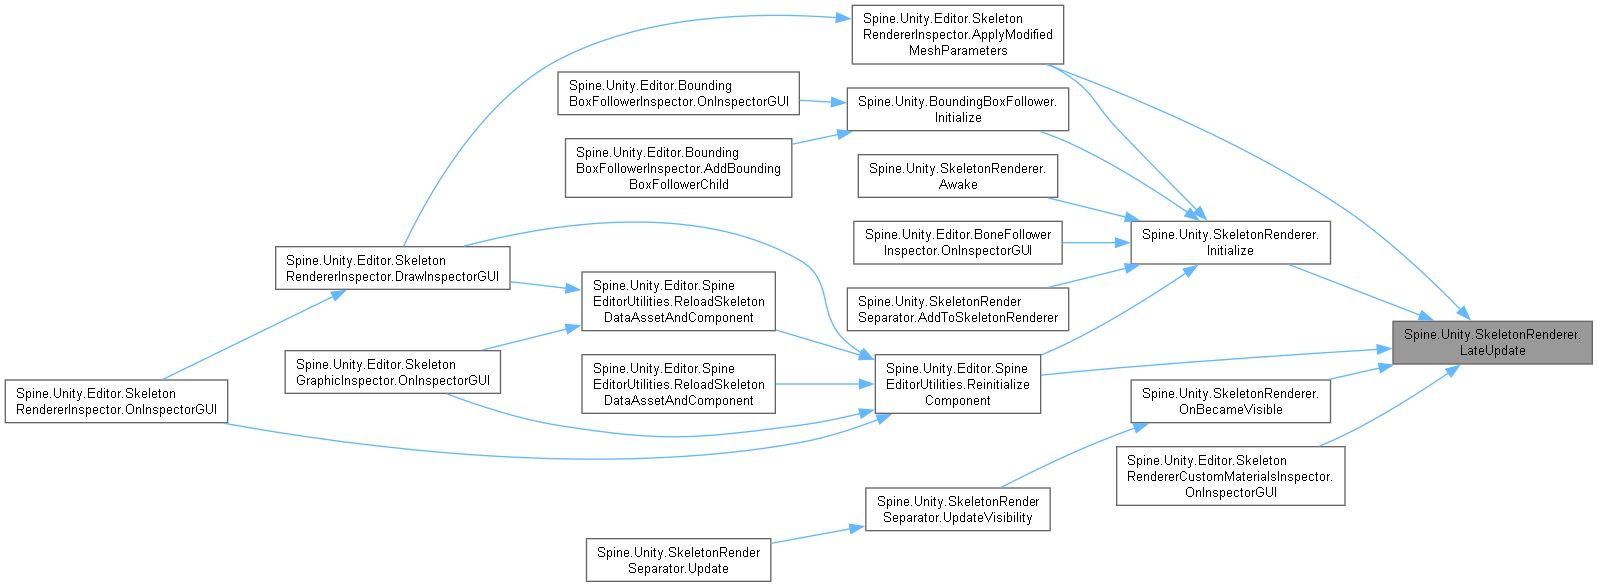 Spine.Unity.Editor.Skeleton
RendererInspector.ApplyModified
MeshParameters
Spine.Unity.Editor.Bounding
BoxFollowerInspector.OnInspectorGUI
Spine.Unity.BoundingBoxFollower.
Initialize
Spine.Unity.Editor.Bounding
BoxFollowerInspector.AddBounding
BoxFollowerChild
Spine.Unity.SkeletonRenderer.
Awake
Spine.Unity.Editor.BoneFollower
Inspector.OnInspectorGUI
Spine.Unity.SkeletonRenderer.
Initialize
Spine.Unity.Editor.Skeleton
RendererInspector.DrawInspectorGUI
Spine.Unity.Editor.Spine
EditorUtilities.ReloadSkeleton
DataAssetAndComponent
Spine.Unity.SkeletonRender
Separator.AddToSkeletonRenderer
Spine.Unity.SkeletonRenderer.
LateUpdate
Spine.Unity.Editor.Skeleton
GraphicInspector.OnInspectorGUI
Spine.Unity.Editor.Spine
EditorUtilities.ReloadSkeleton
DataAssetAndComponent
Spine.Unity.Editor.Spine
EditorUtilities.Reinitialize
Component
Spine.Unity.Editor.Skeleton
RendererInspector.OnInspectorGUI
Spine.Unity.SkeletonRenderer.
OnBecameVisible
Spine.Unity.Editor.Skeleton
RendererCustomMaterialsInspector.
OnInspectorGUI
Spine.Unity.SkeletonRender
Separator.UpdateVisibility
Spine.Unity.SkeletonRender
Separator.Update